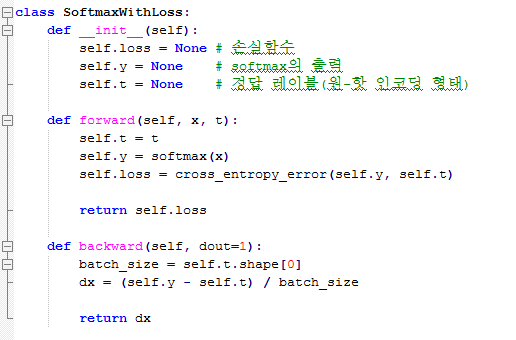 class SoftmaxWithLoss:
    def __init__(self):
        self.loss = None # 손실함수
        self.y = None    # softmax의 출력
        self.t = None    # 정답 레이블(원-핫 인코딩 형태)

    def forward(self, x, t):
        self.t = t
        self.y = softmax(x)
        self.loss = cross_entropy_error(self.y, self.t)

        return self.loss

    def backward(self, dout=1):
        batch_size = self.t.shape[0]
        dx = (self.y - self.t) / batch_size

        return dx